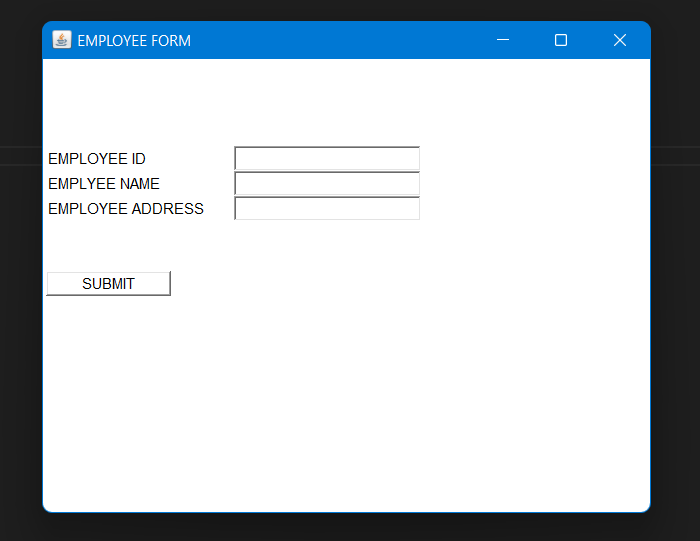 EMPLOYEE FORM
EMPLOYEE ID
EMPLYEE NAME
EMPLOYEE ADDRESS
SUBMIT